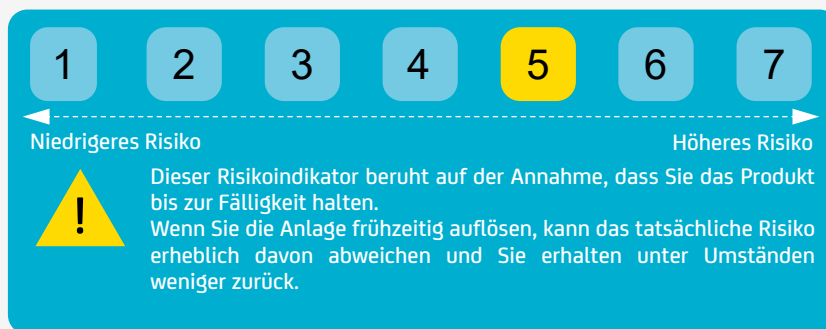 1 2 3 4 5 6 7
Niedrigeres Risiko Höheres Risiko
Dieser Risikoindikator beruht auf der Annahme, dass Sie das Produkt
bis zur Fälligkeit halten.
Wenn Sie die Anlage frühzeitig auflösen, kann das tatsächliche Risiko
erheblich davon abweichen und Sie erhalten unter Umständen
weniger zurück.
!